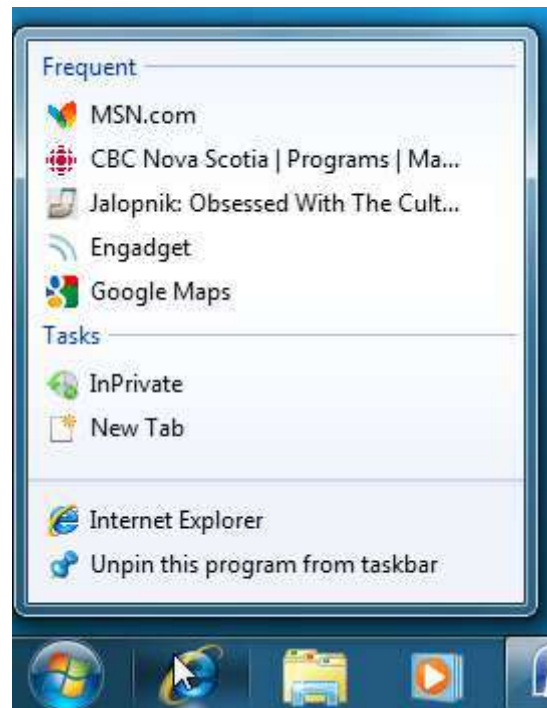 Frequent
MSN.com
CBC Nova Scotia | Programs | Ma...
Jalopnik: Obsessed With The Cult...
Engadget
Google Maps
Tasks
InPrivate
New Tab
Internet Explorer
Unpin this program from taskbar